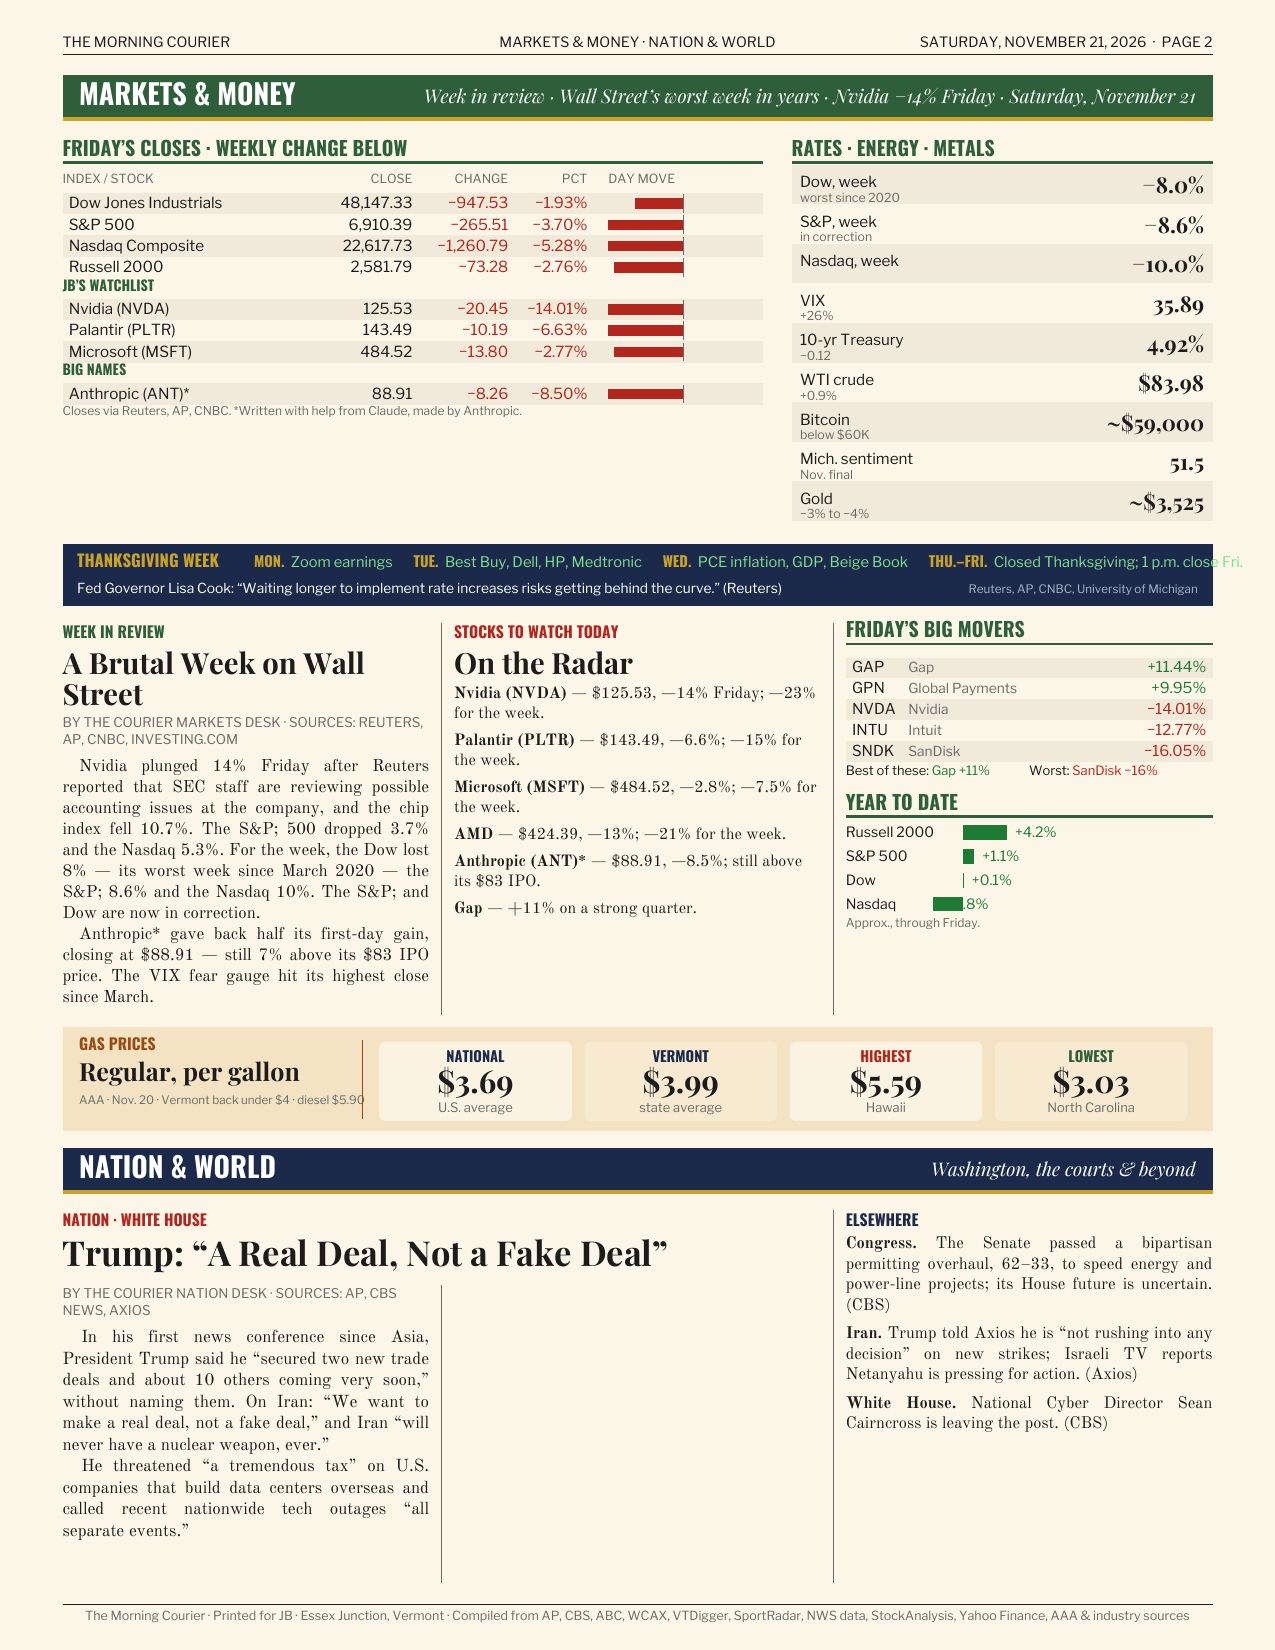 THE MORNING COURIER
MARKETS & MONEY · NATION & WORLD
SATURDAY, NOVEMBER 21, 2026 · PAGE 2
MARKETS & MONEY
Week in review · Wall Street’s worst week in years · Nvidia −14% Friday · Saturday, November 21
FRIDAY’S CLOSES · WEEKLY CHANGE BELOW
INDEX / STOCK CLOSE CHANGE PCT DAY MOVE
Dow Jones Industrials 48,147.33 −947.53 −1.93%
S&P 500 6,910.39 −265.51 −3.70%
Nasdaq Composite 22,617.73 −1,260.79 −5.28%
Russell 2000 2,581.79 −73.28 −2.76%
JB’S WATCHLIST
Nvidia (NVDA) 125.53 −20.45 −14.01%
Palantir (PLTR) 143.49 −10.19 −6.63%
Microsoft (MSFT) 484.52 −13.80 −2.77%
BIG NAMES
Anthropic (ANT)* 88.91 −8.26 −8.50%
Closes via Reuters, AP, CNBC. *Written with help from Claude, made by Anthropic.
RATES · ENERGY · METALS
Dow, week −8.0%
worst since 2020
S&P, week −8.6%
in correction
Nasdaq, week −10.0%
VIX 35.89
+26%
10-yr Treasury 4.92%
−0.12
WTI crude $83.98
+0.9%
Bitcoin ~$59,000
below $60K
Mich. sentiment 51.5
Nov. final
Gold ~$3,525
−3% to −4%
THANKSGIVING WEEK MON. Zoom earnings TUE. Best Buy, Dell, HP, Medtronic WED. PCE inflation, GDP, Beige Book THU.–FRI. Closed Thanksgiving; 1 p.m. close Fri.
Fed Governor Lisa Cook: “Waiting longer to implement rate increases risks getting behind the curve.” (Reuters)
Reuters, AP, CNBC, University of Michigan
WEEK IN REVIEW
A Brutal Week on Wall
Street
BY THE COURIER MARKETS DESK · SOURCES: REUTERS,
AP, CNBC, INVESTING.COM
Nvidia plunged 14% Friday after Reuters
reported that SEC staff are reviewing possible
accounting issues at the company, and the chip
index fell 10.7%. The S&P; 500 dropped 3.7%
and the Nasdaq 5.3%. For the week, the Dow lost
8% — its worst week since March 2020 — the
S&P; 8.6% and the Nasdaq 10%. The S&P; and
Dow are now in correction.
Anthropic* gave back half its first-day gain,
closing at $88.91 — still 7% above its $83 IPO
price. The VIX fear gauge hit its highest close
since March.
STOCKS TO WATCH TODAY
On the Radar
Nvidia (NVDA) — $125.53, —14% Friday; —23%
for the week.
Palantir (PLTR) — $143.49, —6.6%; —15% for
the week.
Microsoft (MSFT) — $484.52, —2.8%; —7.5% for
the week.
AMD — $424.39, —13%; —21% for the week.
Anthropic (ANT)* — $88.91, —8.5%; still above
its $83 IPO.
Gap — +11% on a strong quarter.
FRIDAY’S BIG MOVERS
GAP Gap +11.44%
GPN Global Payments +9.95%
NVDA Nvidia −14.01%
INTU Intuit −12.77%
SNDK SanDisk −16.05%
Best of these: Gap +11% Worst: SanDisk −16%
YEAR TO DATE
Russell 2000 +4.2%
S&P 500 +1.1%
Dow +0.1%
Nasdaq .8%
Approx., through Friday.
GAS PRICES
Regular, per gallon
AAA · Nov. 20 · Vermont back under $4 · diesel $5.90
NATIONAL
$3.69
U.S. average
VERMONT
$3.99
state average
HIGHEST
$5.59
Hawaii
LOWEST
$3.03
North Carolina
NATION & WORLD
Washington, the courts & beyond
NATION · WHITE HOUSE
Trump: “A Real Deal, Not a Fake Deal”
BY THE COURIER NATION DESK · SOURCES: AP, CBS
NEWS, AXIOS
In his first news conference since Asia,
President Trump said he “secured two new trade
deals and about 10 others coming very soon,”
without naming them. On Iran: “We want to
make a real deal, not a fake deal,” and Iran “will
never have a nuclear weapon, ever.”
He threatened “a tremendous tax” on U.S.
companies that build data centers overseas and
called recent nationwide tech outages “all
separate events.”
ELSEWHERE
Congress. The Senate passed a bipartisan
permitting overhaul, 62–33, to speed energy and
power-line projects; its House future is uncertain.
(CBS)
Iran. Trump told Axios he is “not rushing into any
decision” on new strikes; Israeli TV reports
Netanyahu is pressing for action. (Axios)
White House. National Cyber Director Sean
Cairncross is leaving the post. (CBS)
The Morning Courier · Printed for JB · Essex Junction, Vermont · Compiled from AP, CBS, ABC, WCAX, VTDigger, SportRadar, NWS data, StockAnalysis, Yahoo Finance, AAA & industry sources